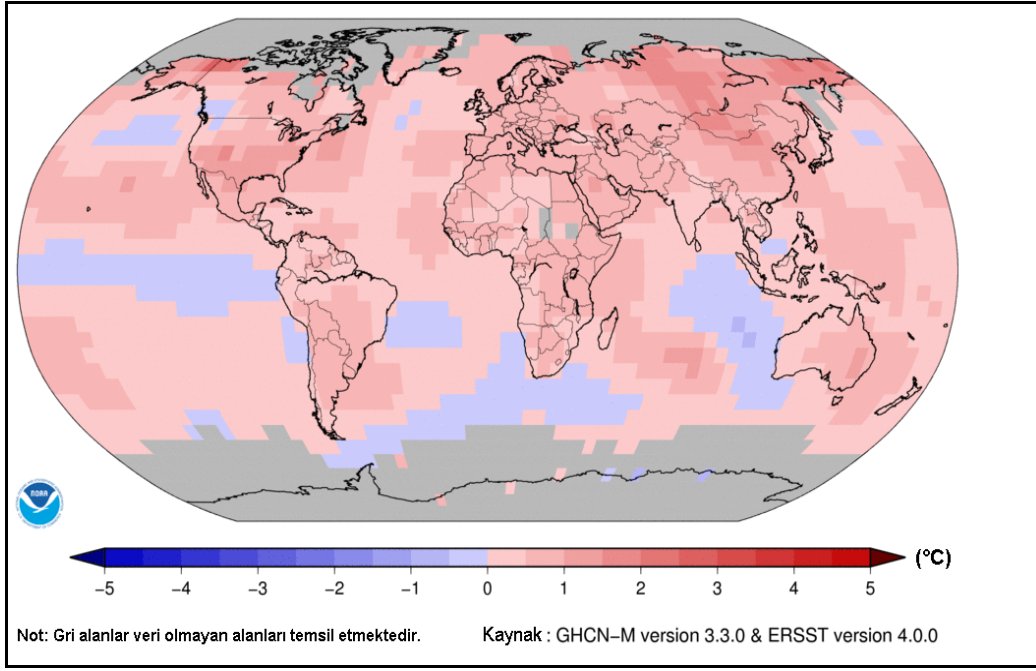 NOAA
(°C)
−5 −4 −3 −2 −1 0 1 2 3 4 5
Not: Gri alanlar veri olmayan alanları temsil etmektedir. Kaynak : GHCN−M version 3.3.0 & ERSST version 4.0.0